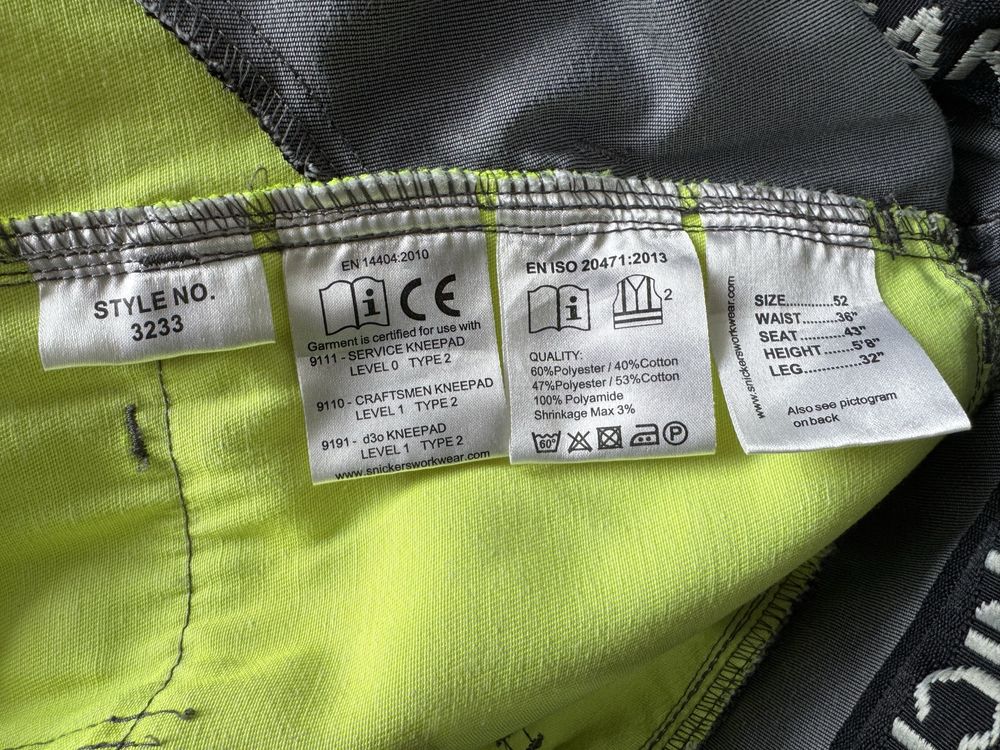 STYLE NO.
3233
EN 14404:2010
i CE
Garment is certified for use with
9111 - SERVICE KNEEPAD
LEVEL 0 TYPE 2
9110 - CRAFTSMEN KNEEPAD
LEVEL 1 TYPE 2
9191 - d3o KNEEPAD
LEVEL 1 TYPE 2
www.snickersworkwear.com
EN ISO 20471:2013
i 2
QUALITY:
60%Polyester / 40%Cotton
47%Polyester / 53%Cotton
100% Polyamide
Shrinkage Max 3%
60° P
www.snickersworkwear.com
SIZE............52
WAIST........36"
SEAT..........43"
HEIGHT......5'8"
LEG.............32"
Also see pictogram
on back